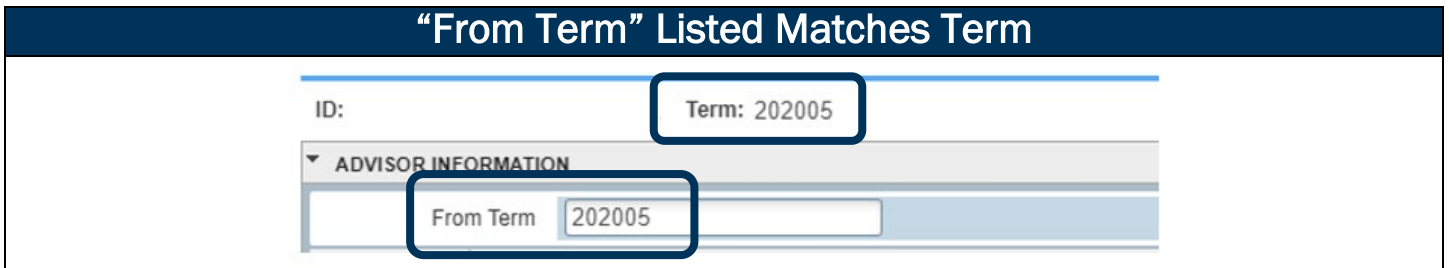 “From Term” Listed Matches Term
ID: Term: 202005
ADVISOR INFORMATION
From Term 202005